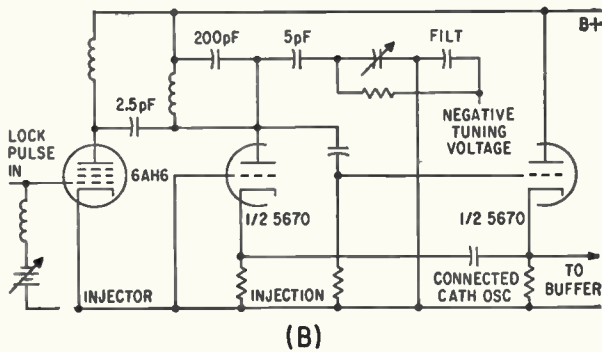 B+
200pF
5pF
FILT
2.5pF
LOCK
PULSE
IN
6AH6
NEGATIVE
TUNING
VOLTAGE
1/2 5670
1/2 5670
INJECTOR
INJECTION
CONNECTED
CATH OSC
TO
BUFFER
(B)